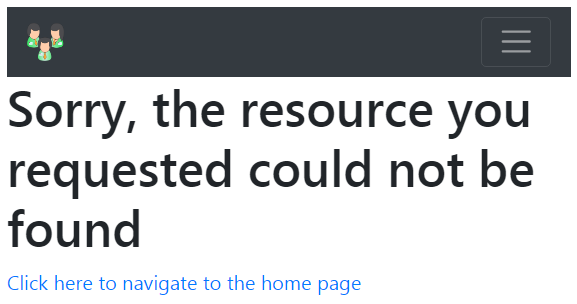 Sorry, the resource you
requested could not be
found
Click here to navigate to the home page